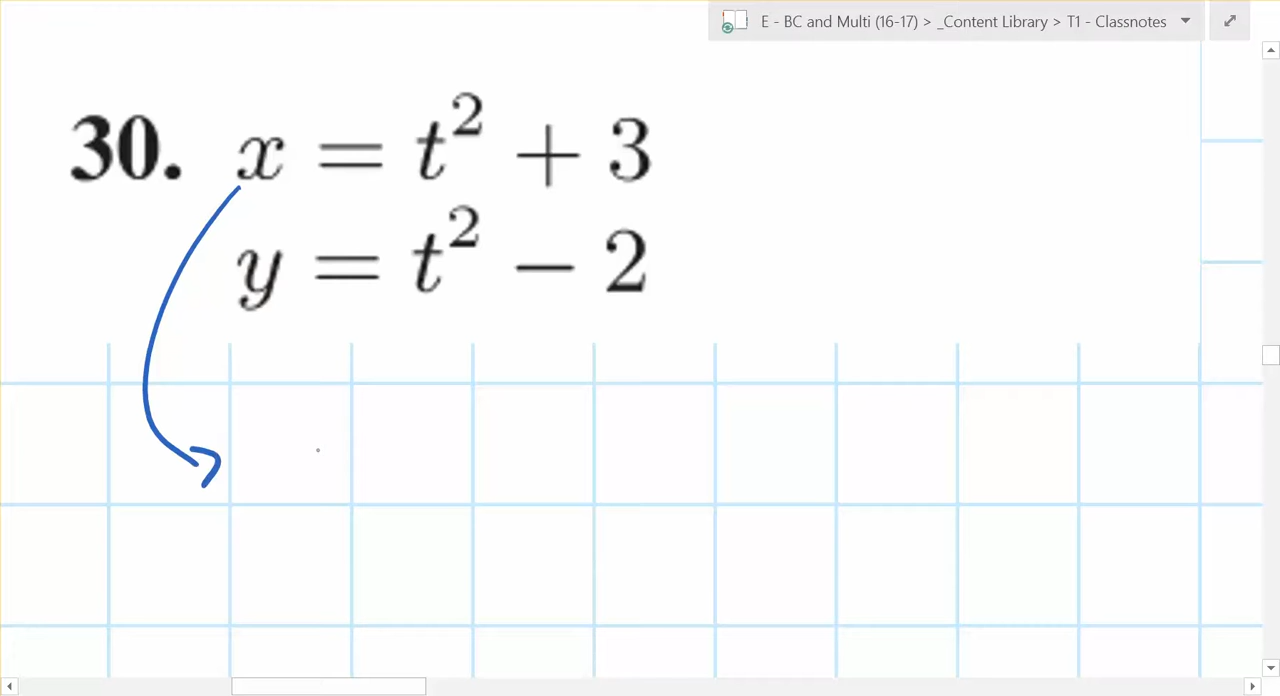 E - BC and Multi (16-17) > _Content Library > T1 - Classnotes
30. x = t² + 3
y = t² − 2